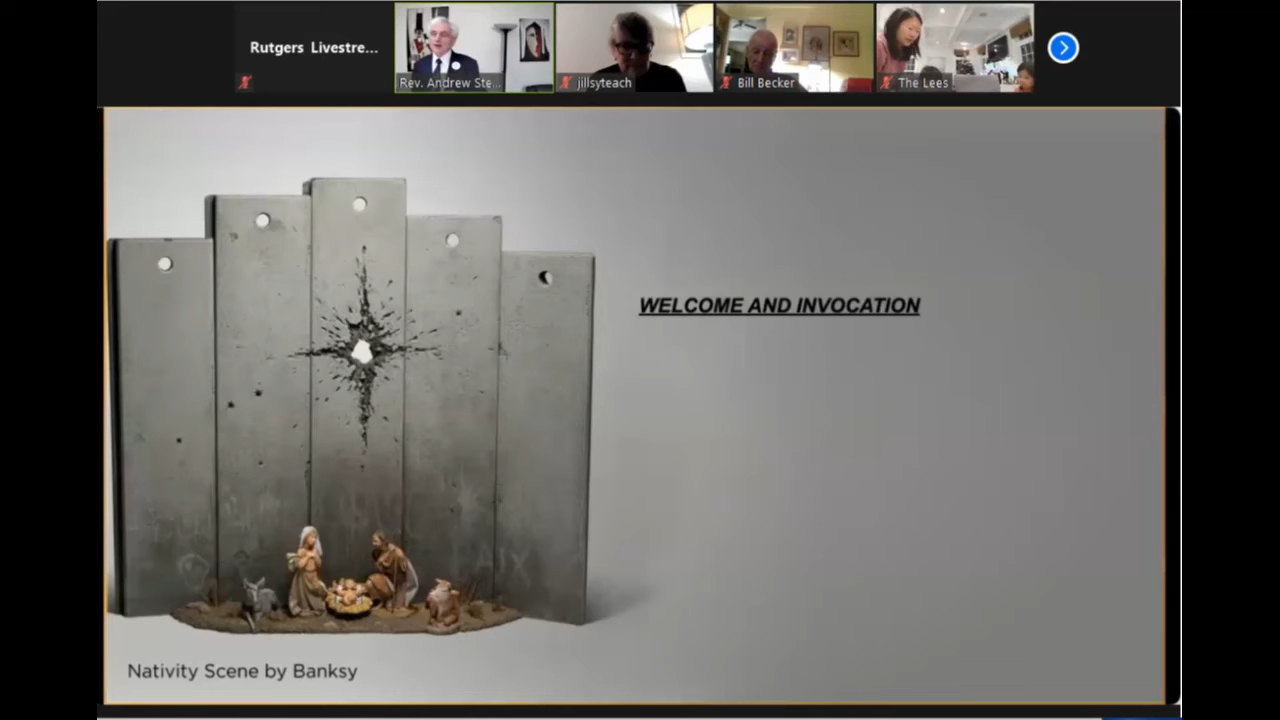 Rutgers Livestre...
Rev. Andrew Ste...
jillsyteach
Bill Becker
The Lees
WELCOME AND INVOCATION
Nativity Scene by Banksy